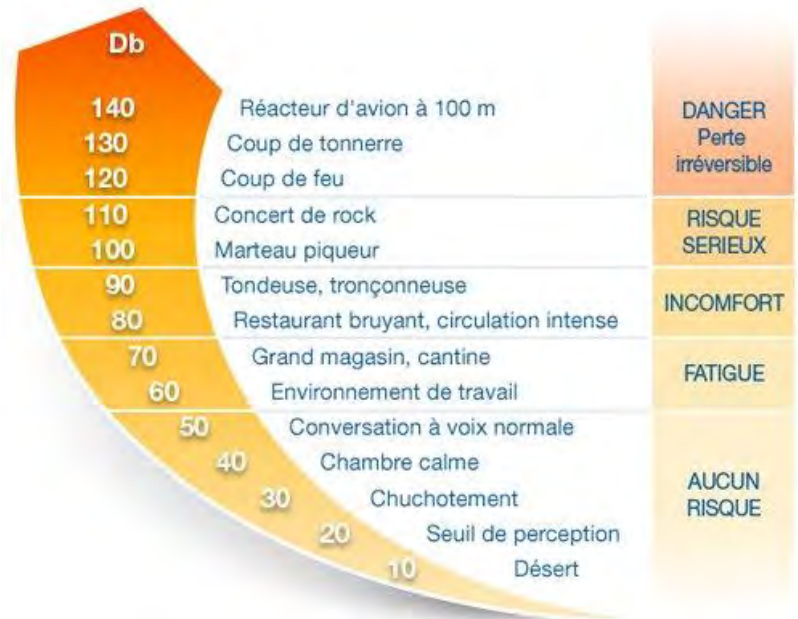 Db
140 Réacteur d'avion à 100 m
130 Coup de tonnerre
120 Coup de feu
DANGER
Perte
irréversible
110 Concert de rock
100 Marteau piqueur
RISQUE
SERIEUX
90 Tondeuse, tronçonneuse
80 Restaurant bruyant, circulation intense
INCOMFORT
70 Grand magasin, cantine
60 Environnement de travail
FATIGUE
50 Conversation à voix normale
40 Chambre calme
30 Chuchotement
20 Seuil de perception
10 Désert
AUCUN
RISQUE